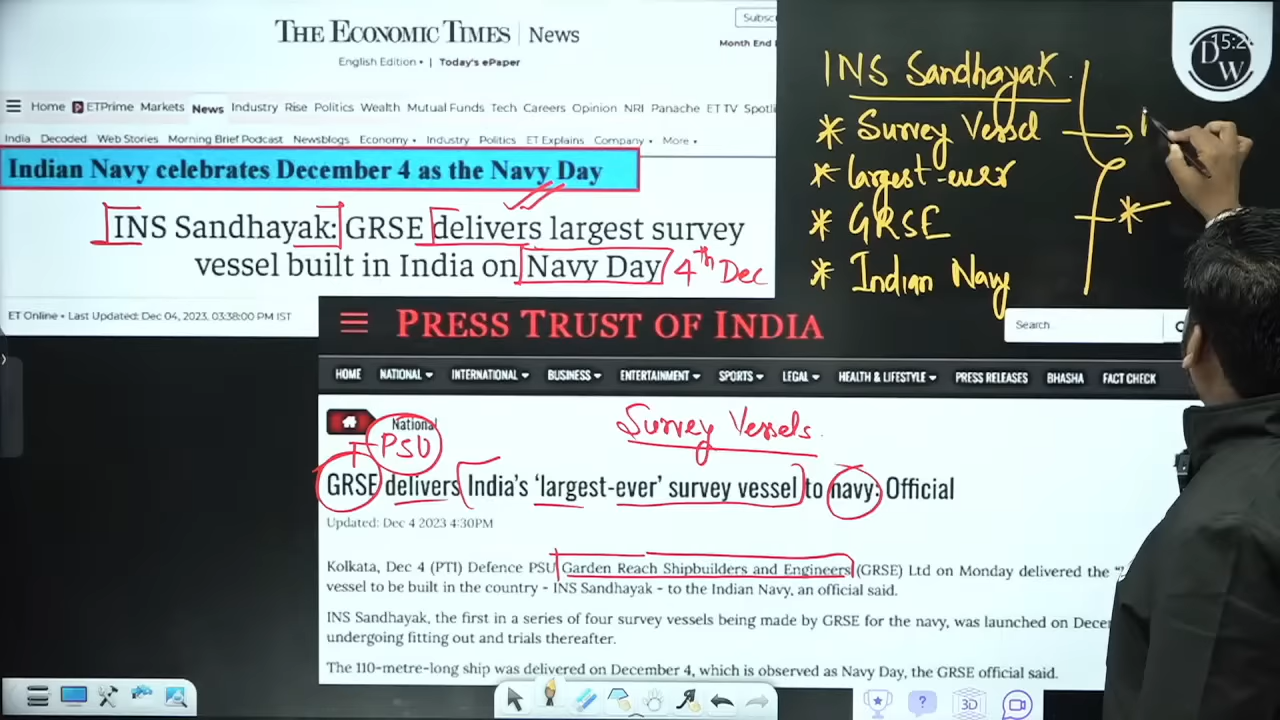 THE ECONOMIC TIMES | News
English Edition • | Today's ePaper
Subsc
Month End
Home ETPrime Markets News Industry Rise Politics Wealth Mutual Funds Tech Careers Opinion NRI Panache ET TV Spotli
India Decoded Web Stories Morning Brief Podcast Newsblogs Economy • Industry Politics ET Explains Company • More •
Indian Navy celebrates December 4 as the Navy Day
INS Sandhayak: GRSE delivers largest survey
vessel built in India on Navy Day 4th Dec
ET Online • Last Updated: Dec 04, 2023, 03:38:00 PM IST
INS Sandhayak.
* Survey Vessel →
* largest-ever
* GRSE
* Indian Navy
*
15:2
DW
PRESS TRUST OF INDIA
Search...
HOME NATIONAL INTERNATIONAL BUSINESS ENTERTAINMENT SPORTS LEGAL HEALTH & LIFESTYLE PRESS RELEASES BHASHA FACT CHECK
National
PSU
Survey Vessels.
GRSE delivers India's 'largest-ever' survey vessel to navy: Official
Updated: Dec 4 2023 4:30PM
Kolkata, Dec 4 (PTI) Defence PSU Garden Reach Shipbuilders and Engineers (GRSE) Ltd on Monday delivered the
vessel to be built in the country - INS Sandhayak - to the Indian Navy, an official said.
INS Sandhayak, the first in a series of four survey vessels being made by GRSE for the navy, was launched on Dece
undergoing fitting out and trials thereafter.
The 110-metre-long ship was delivered on December 4, which is observed as Navy Day, the GRSE official said.
3D